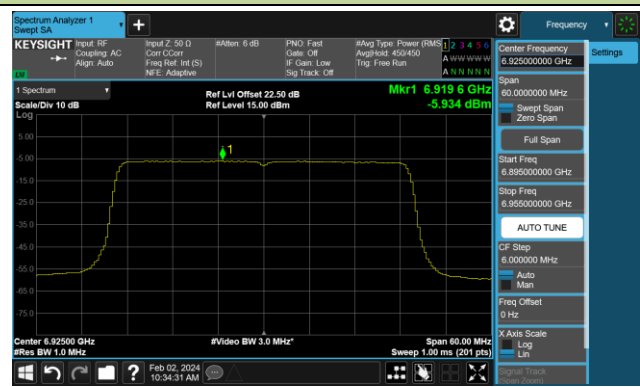 Spectrum Analyzer 1
Swept SA
Frequency
KEYSIGHT
Input: RF
Coupling: AC
Align: Auto
Input Z: 50 Ω
Corr CCorr
Freq Ref: Int (S)
NFE: Adaptive
#Atten: 6 dB
PNO: Fast
Gate: Off
IF Gain: Low
Sig Track: Off
#Avg Type: Power (RMS
Avg|Hold: 450/450
Trig: Free Run
1 2 3 4 5 6
A W W W W W
A N N N N N
LXI
1 Spectrum
Scale/Div 10 dB
Log
Ref Lvl Offset 22.50 dB
Ref Level 15.00 dBm
Mkr1 6.919 6 GHz
-5.934 dBm
1
5.00
-5.00
-15.0
-25.0
-35.0
-45.0
-55.0
-65.0
-75.0
Center 6.92500 GHz
#Res BW 1.0 MHz
#Video BW 3.0 MHz*
Span 60.00 MHz
Sweep 1.00 ms (201 pts)
Center Frequency
6.925000000 GHz
Settings
Span
60.0000000 MHz
Swept Span
Zero Span
Full Span
Start Freq
6.895000000 GHz
Stop Freq
6.955000000 GHz
AUTO TUNE
CF Step
6.000000 MHz
Auto
Man
Freq Offset
0 Hz
X Axis Scale
Log
Lin
Signal Track
(Span Zoom)
Feb 02, 2024
10:34:31 AM